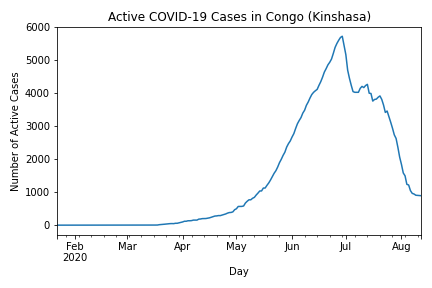 Active COVID-19 Cases in Congo (Kinshasa)
6000
5000
4000
3000
2000
1000
0
Number of Active Cases
Feb Mar Apr May Jun Jul Aug
2020
Day